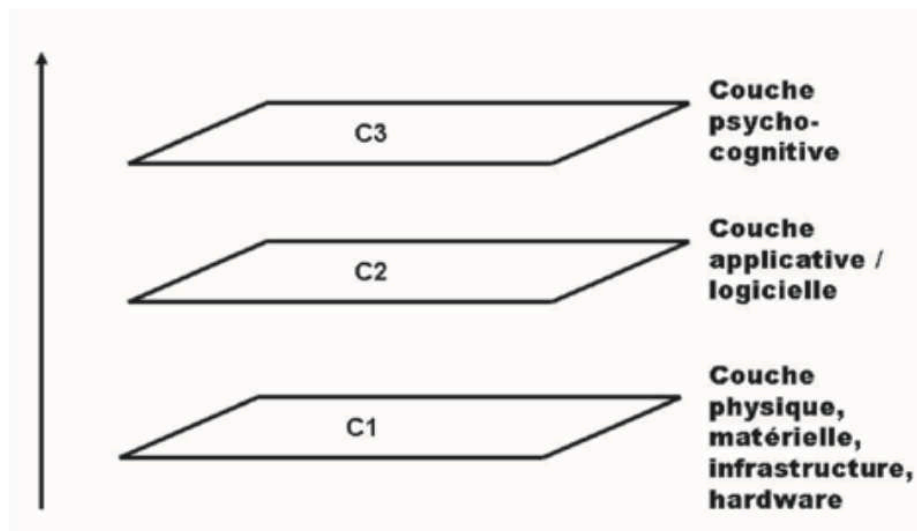 C3
Couche
psycho-
cognitive
C2
Couche
applicative /
logicielle
C1
Couche
physique,
matérielle,
infrastructure,
hardware